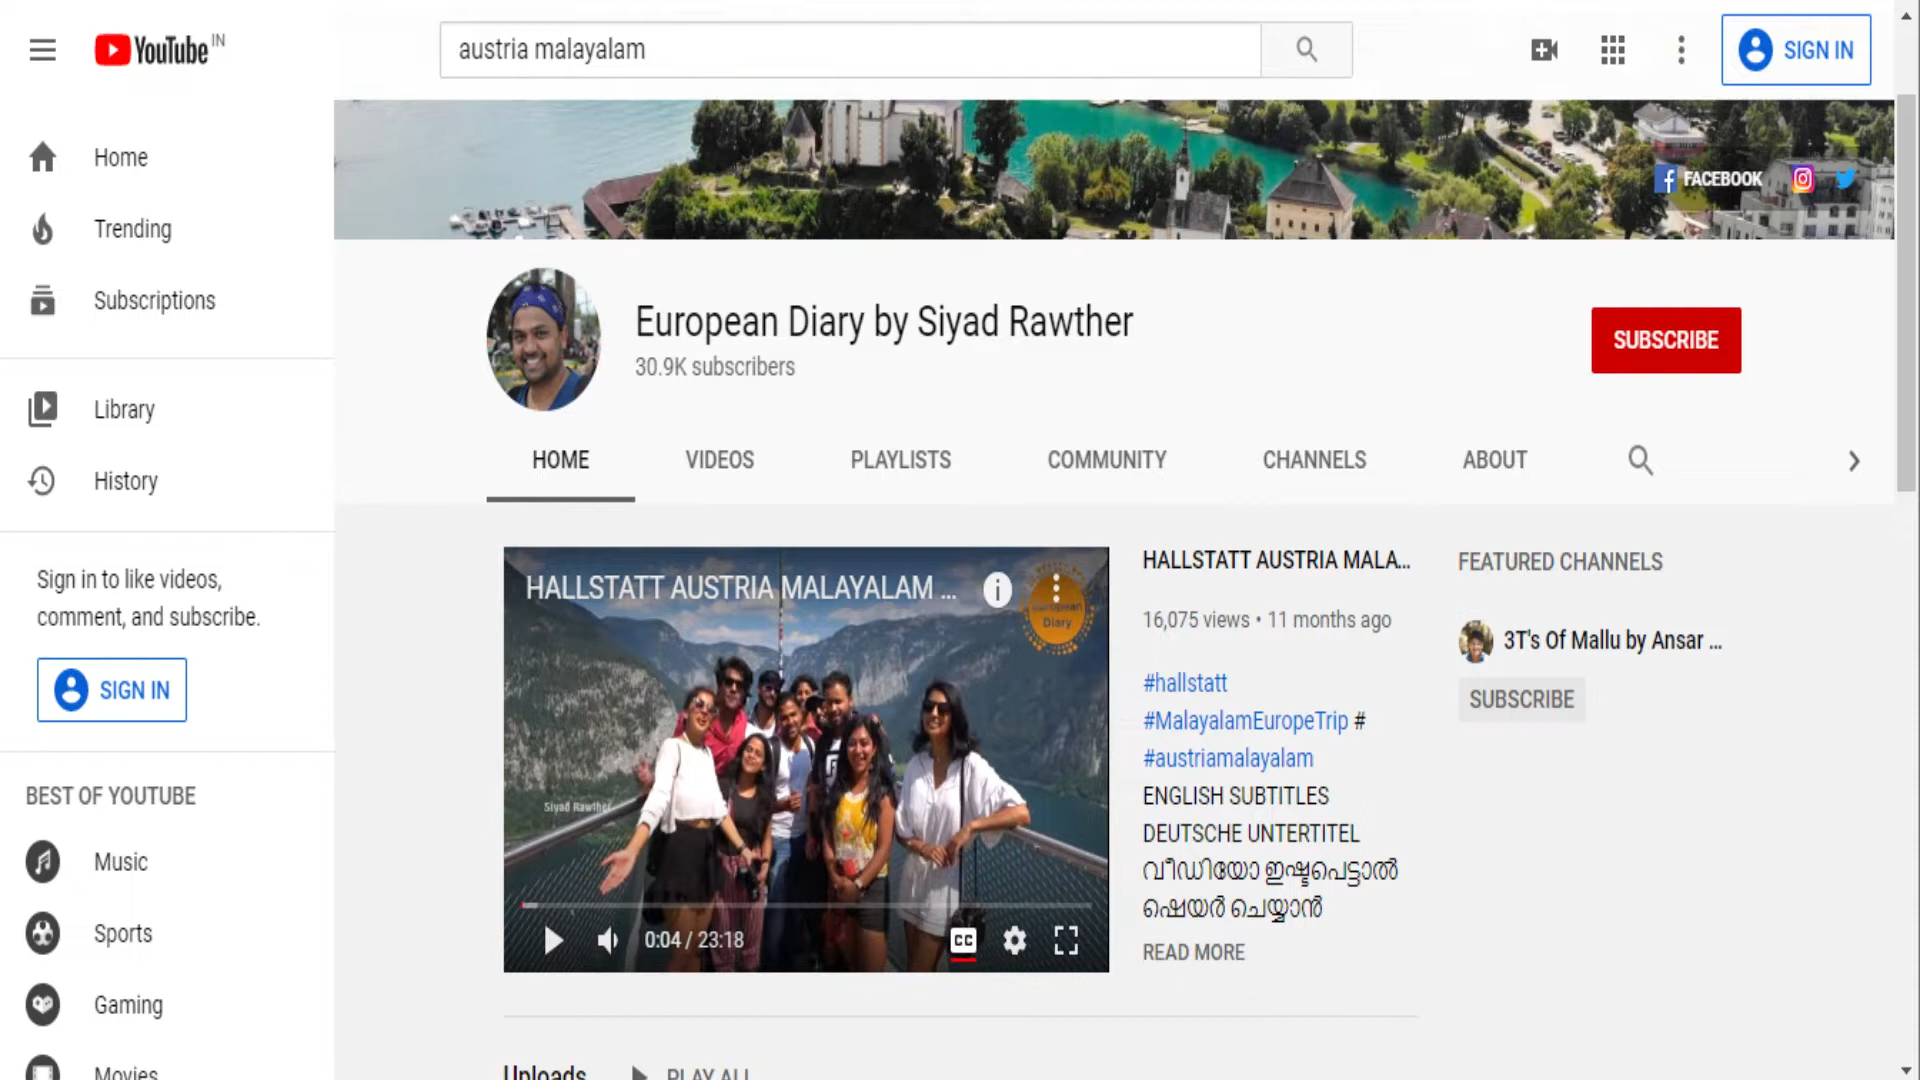 YouTube IN
austria malayalam
SIGN IN
Home
Trending
Subscriptions
Library
History
Sign in to like videos,
comment, and subscribe.
SIGN IN
BEST OF YOUTUBE
Music
Sports
Gaming
Movies
FACEBOOK
European Diary by Siyad Rawther
30.9K subscribers
SUBSCRIBE
HOME
VIDEOS
PLAYLISTS
COMMUNITY
CHANNELS
ABOUT
HALLSTATT AUSTRIA MALAYALAM ...
European
Diary
Siyad Rawther
0:04 / 23:18
CC
HALLSTATT AUSTRIA MALA...
16,075 views • 11 months ago
#hallstatt
#MalayalamEuropeTrip #
#austriamalayalam
ENGLISH SUBTITLES
DEUTSCHE UNTERTITEL
വീഡിയോ ഇഷ്ടപെട്ടാൽ
ഷെയർ ചെയ്യാൻ
READ MORE
FEATURED CHANNELS
3T's Of Mallu by Ansar ...
SUBSCRIBE
Uploads
PLAY ALL